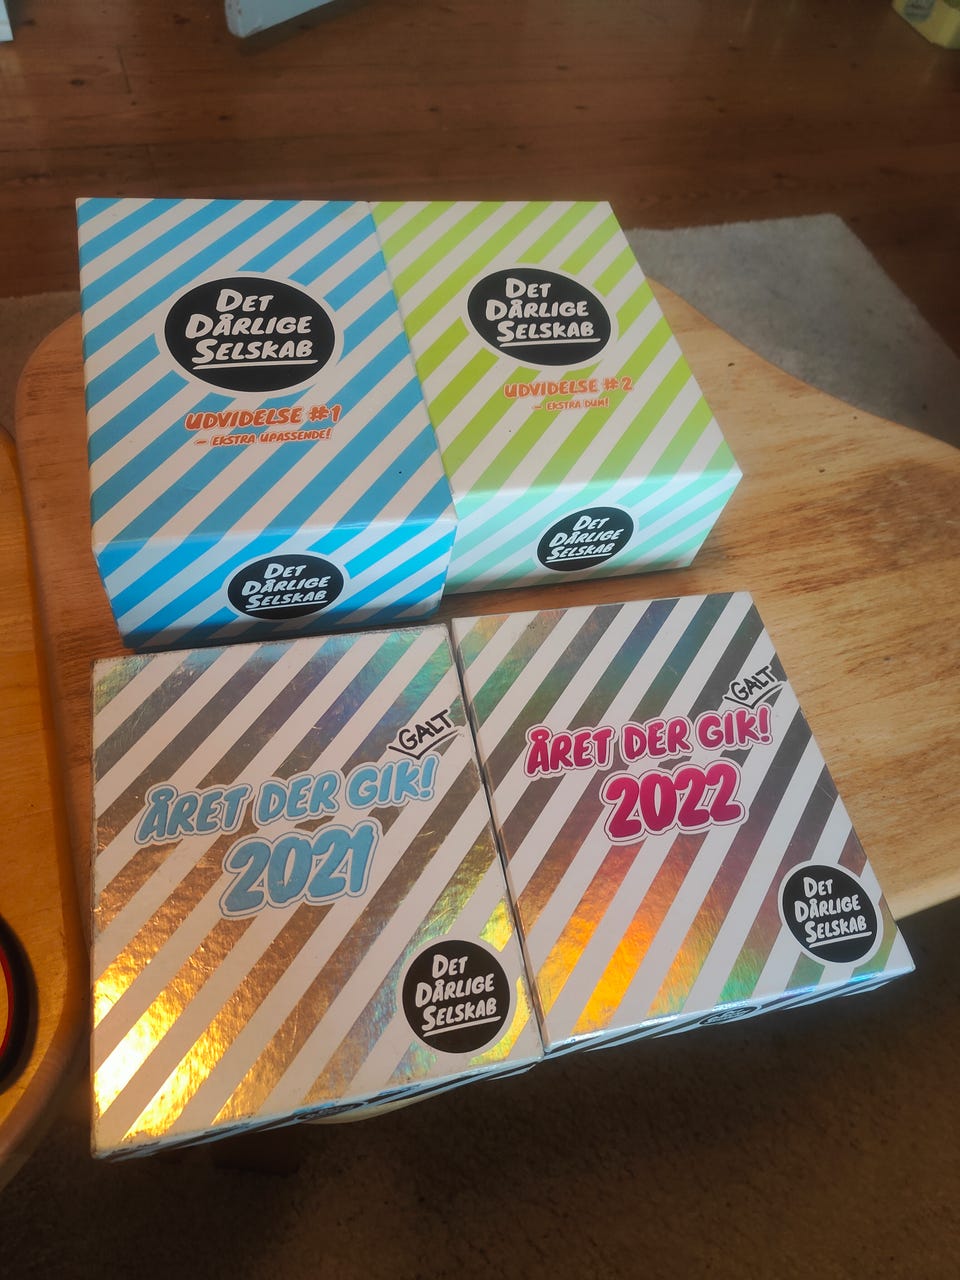 DET
DÅRLIGE
SELSKAB
UDVIDELSE #1
– EKSTRA UPASSENDE!
DET
DÅRLIGE
SELSKAB
DET
DÅRLIGE
SELSKAB
UDVIDELSE #2
– EKSTRA DUM!
DET
DÅRLIGE
SELSKAB
GALT
ÅRET DER GIK!
2021
DET
DÅRLIGE
SELSKAB
GALT
ÅRET DER GIK!
2022
DET
DÅRLIGE
SELSKAB